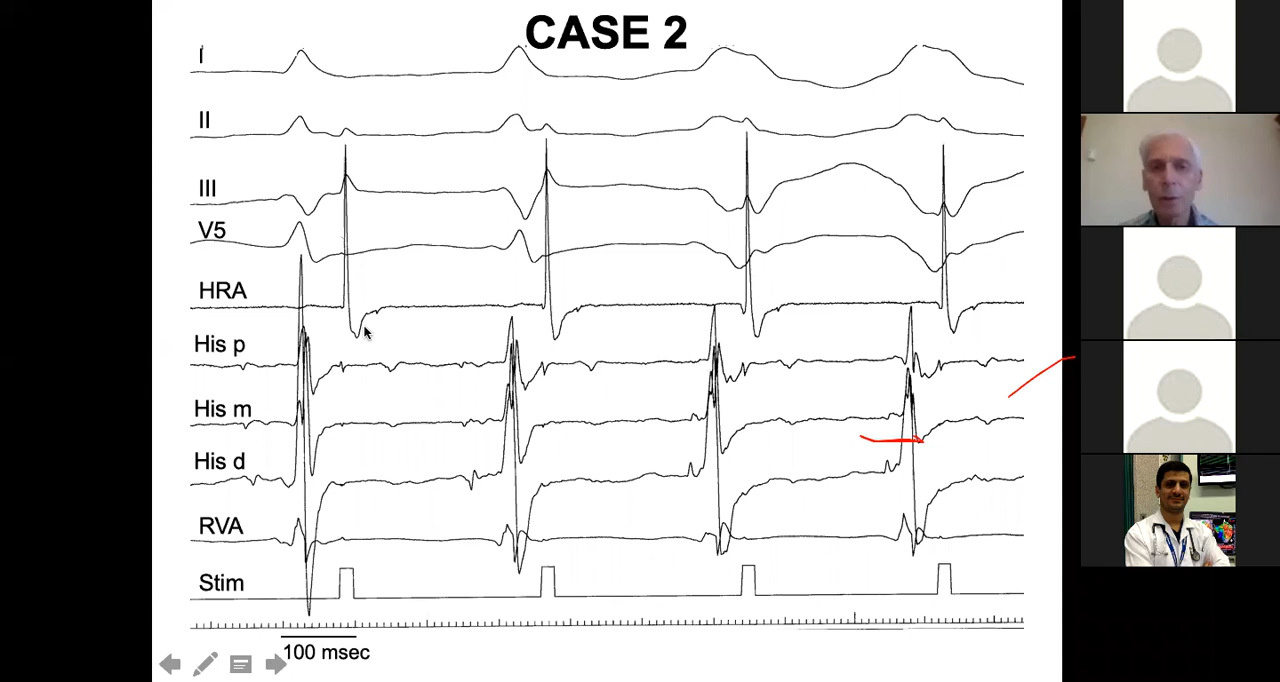 CASE 2
I
II
III
V5
HRA
His p
His m
His d
RVA
Stim
100 msec